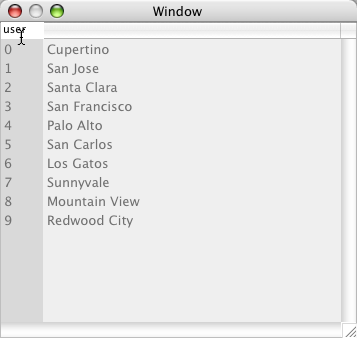 Window
user
0 Cupertino
1 San Jose
2 Santa Clara
3 San Francisco
4 Palo Alto
5 San Carlos
6 Los Gatos
7 Sunnyvale
8 Mountain View
9 Redwood City